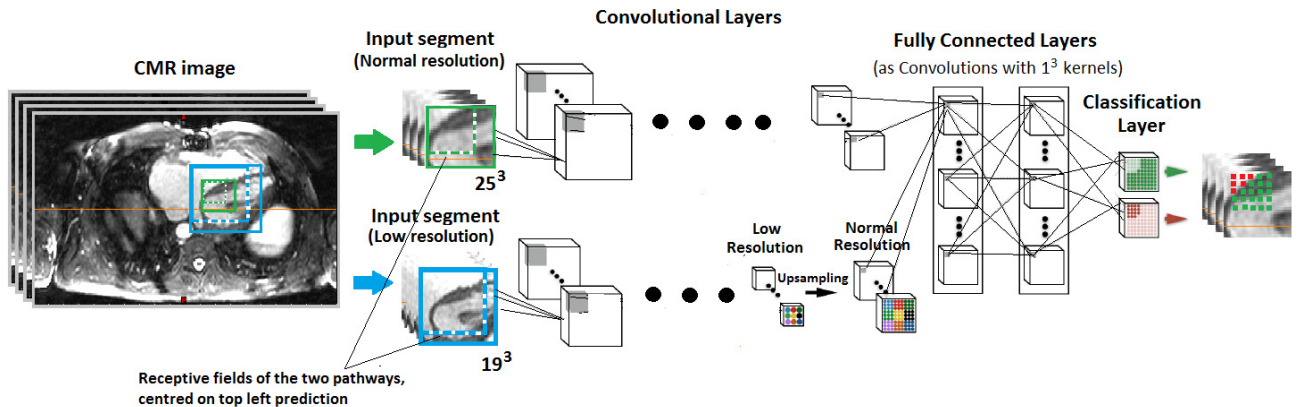 Convolutional Layers
CMR image
Input segment
(Normal resolution)
25³
Input segment
(Low resolution)
19³
Receptive fields of the two pathways,
centred on top left prediction
Low
Resolution
Upsampling
Normal
Resolution
Fully Connected Layers
(as Convolutions with 1³ kernels)
Classification
Layer